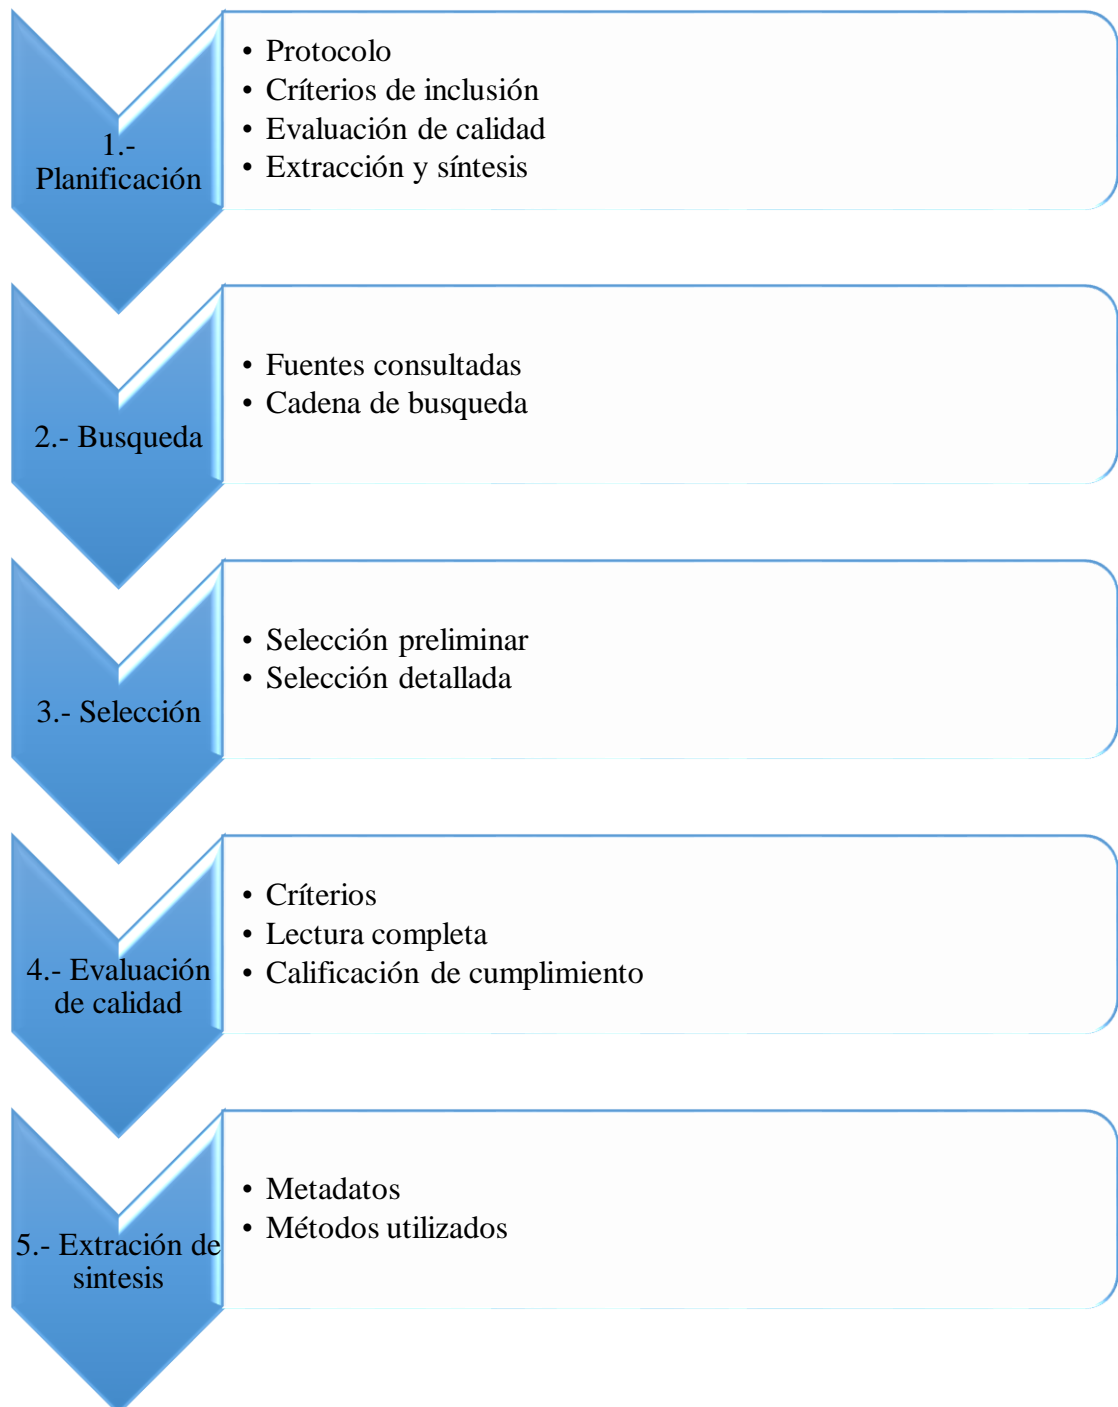 1.-
Planificación
• Protocolo
• Críterios de inclusión
• Evaluación de calidad
• Extracción y síntesis
2.- Busqueda
• Fuentes consultadas
• Cadena de busqueda
3.- Selección
• Selección preliminar
• Selección detallada
4.- Evaluación
de calidad
• Críterios
• Lectura completa
• Calificación de cumplimiento
5.- Extración de
sintesis
• Metadatos
• Métodos utilizados